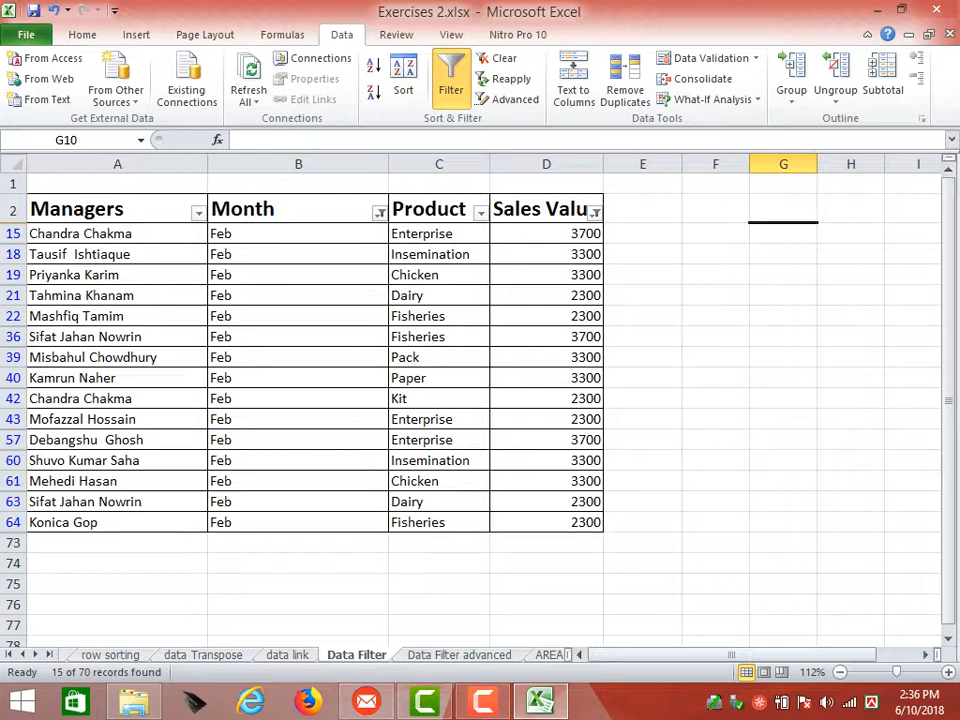 Exercises 2.xlsx - Microsoft Excel
File Home Insert Page Layout Formulas Data Review View Nitro Pro 10
From Access
From Web
From Text
From Other Sources
Existing Connections
Get External Data
Refresh All
Connections
Properties
Edit Links
Connections
Sort
Filter
Clear
Reapply
Advanced
Sort & Filter
Text to Columns
Remove Duplicates
Data Validation
Consolidate
What-If Analysis
Data Tools
Group
Ungroup
Subtotal
Outline
G10 fx
A B C D E F G H I
1
2 Managers Month Product Sales Valu
15 Chandra Chakma Feb Enterprise 3700
18 Tausif Ishtiaque Feb Insemination 3300
19 Priyanka Karim Feb Chicken 3300
21 Tahmina Khanam Feb Dairy 2300
22 Mashfiq Tamim Feb Fisheries 2300
36 Sifat Jahan Nowrin Feb Fisheries 3700
39 Misbahul Chowdhury Feb Pack 3300
40 Kamrun Naher Feb Paper 3300
42 Chandra Chakma Feb Kit 2300
43 Mofazzal Hossain Feb Enterprise 2300
57 Debangshu Ghosh Feb Enterprise 3700
60 Shuvo Kumar Saha Feb Insemination 3300
61 Mehedi Hasan Feb Chicken 3300
63 Sifat Jahan Nowrin Feb Dairy 2300
64 Konica Gop Feb Fisheries 2300
73
74
75
76
77
78
row sorting data Transpose data link Data Filter Data Filter advanced AREA
Ready 15 of 70 records found 112%
2:36 PM
6/10/2018